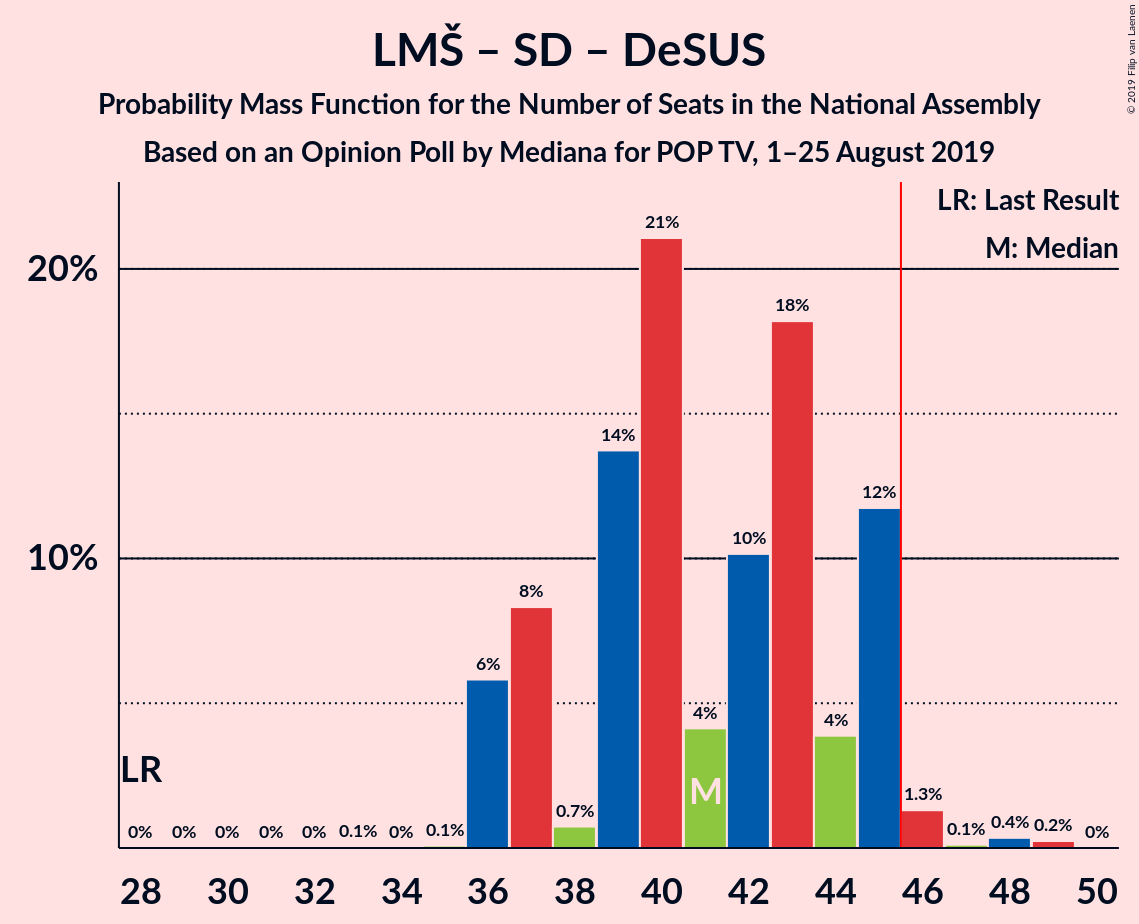 LMŠ – SD – DeSUS
Probability Mass Function for the Number of Seats in the National Assembly
Based on an Opinion Poll by Mediana for POP TV, 1–25 August 2019
© 2019 Filip van Laenen
LR: Last Result
M: Median
20%
10%
21%
18%
14%
12%
10%
8%
6%
4%
4%
M
LR
0%
0%
0%
0%
0%
0.1%
0%
0.1%
0.7%
1.3%
0.1%
0.4%
0.2%
0%
28 30 32 34 36 38 40 42 44 46 48 50